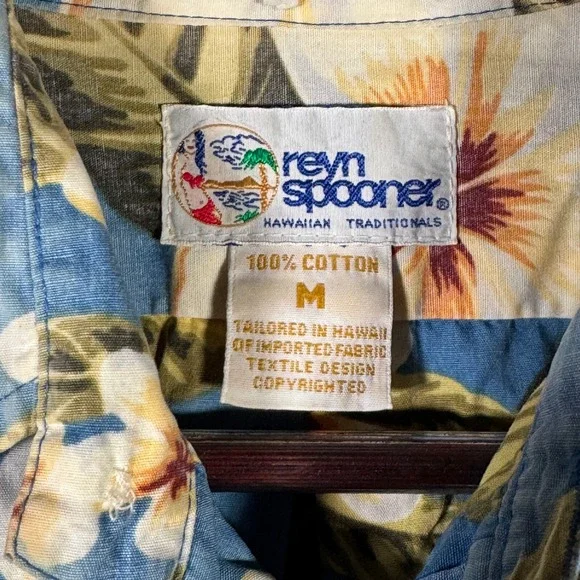 reyn
spooner®
HAWAIIAN TRADITIONALS
100% COTTON
M
TAILORED IN HAWAII
OF IMPORTED FABRIC
TEXTILE DESIGN
COPYRIGHTED